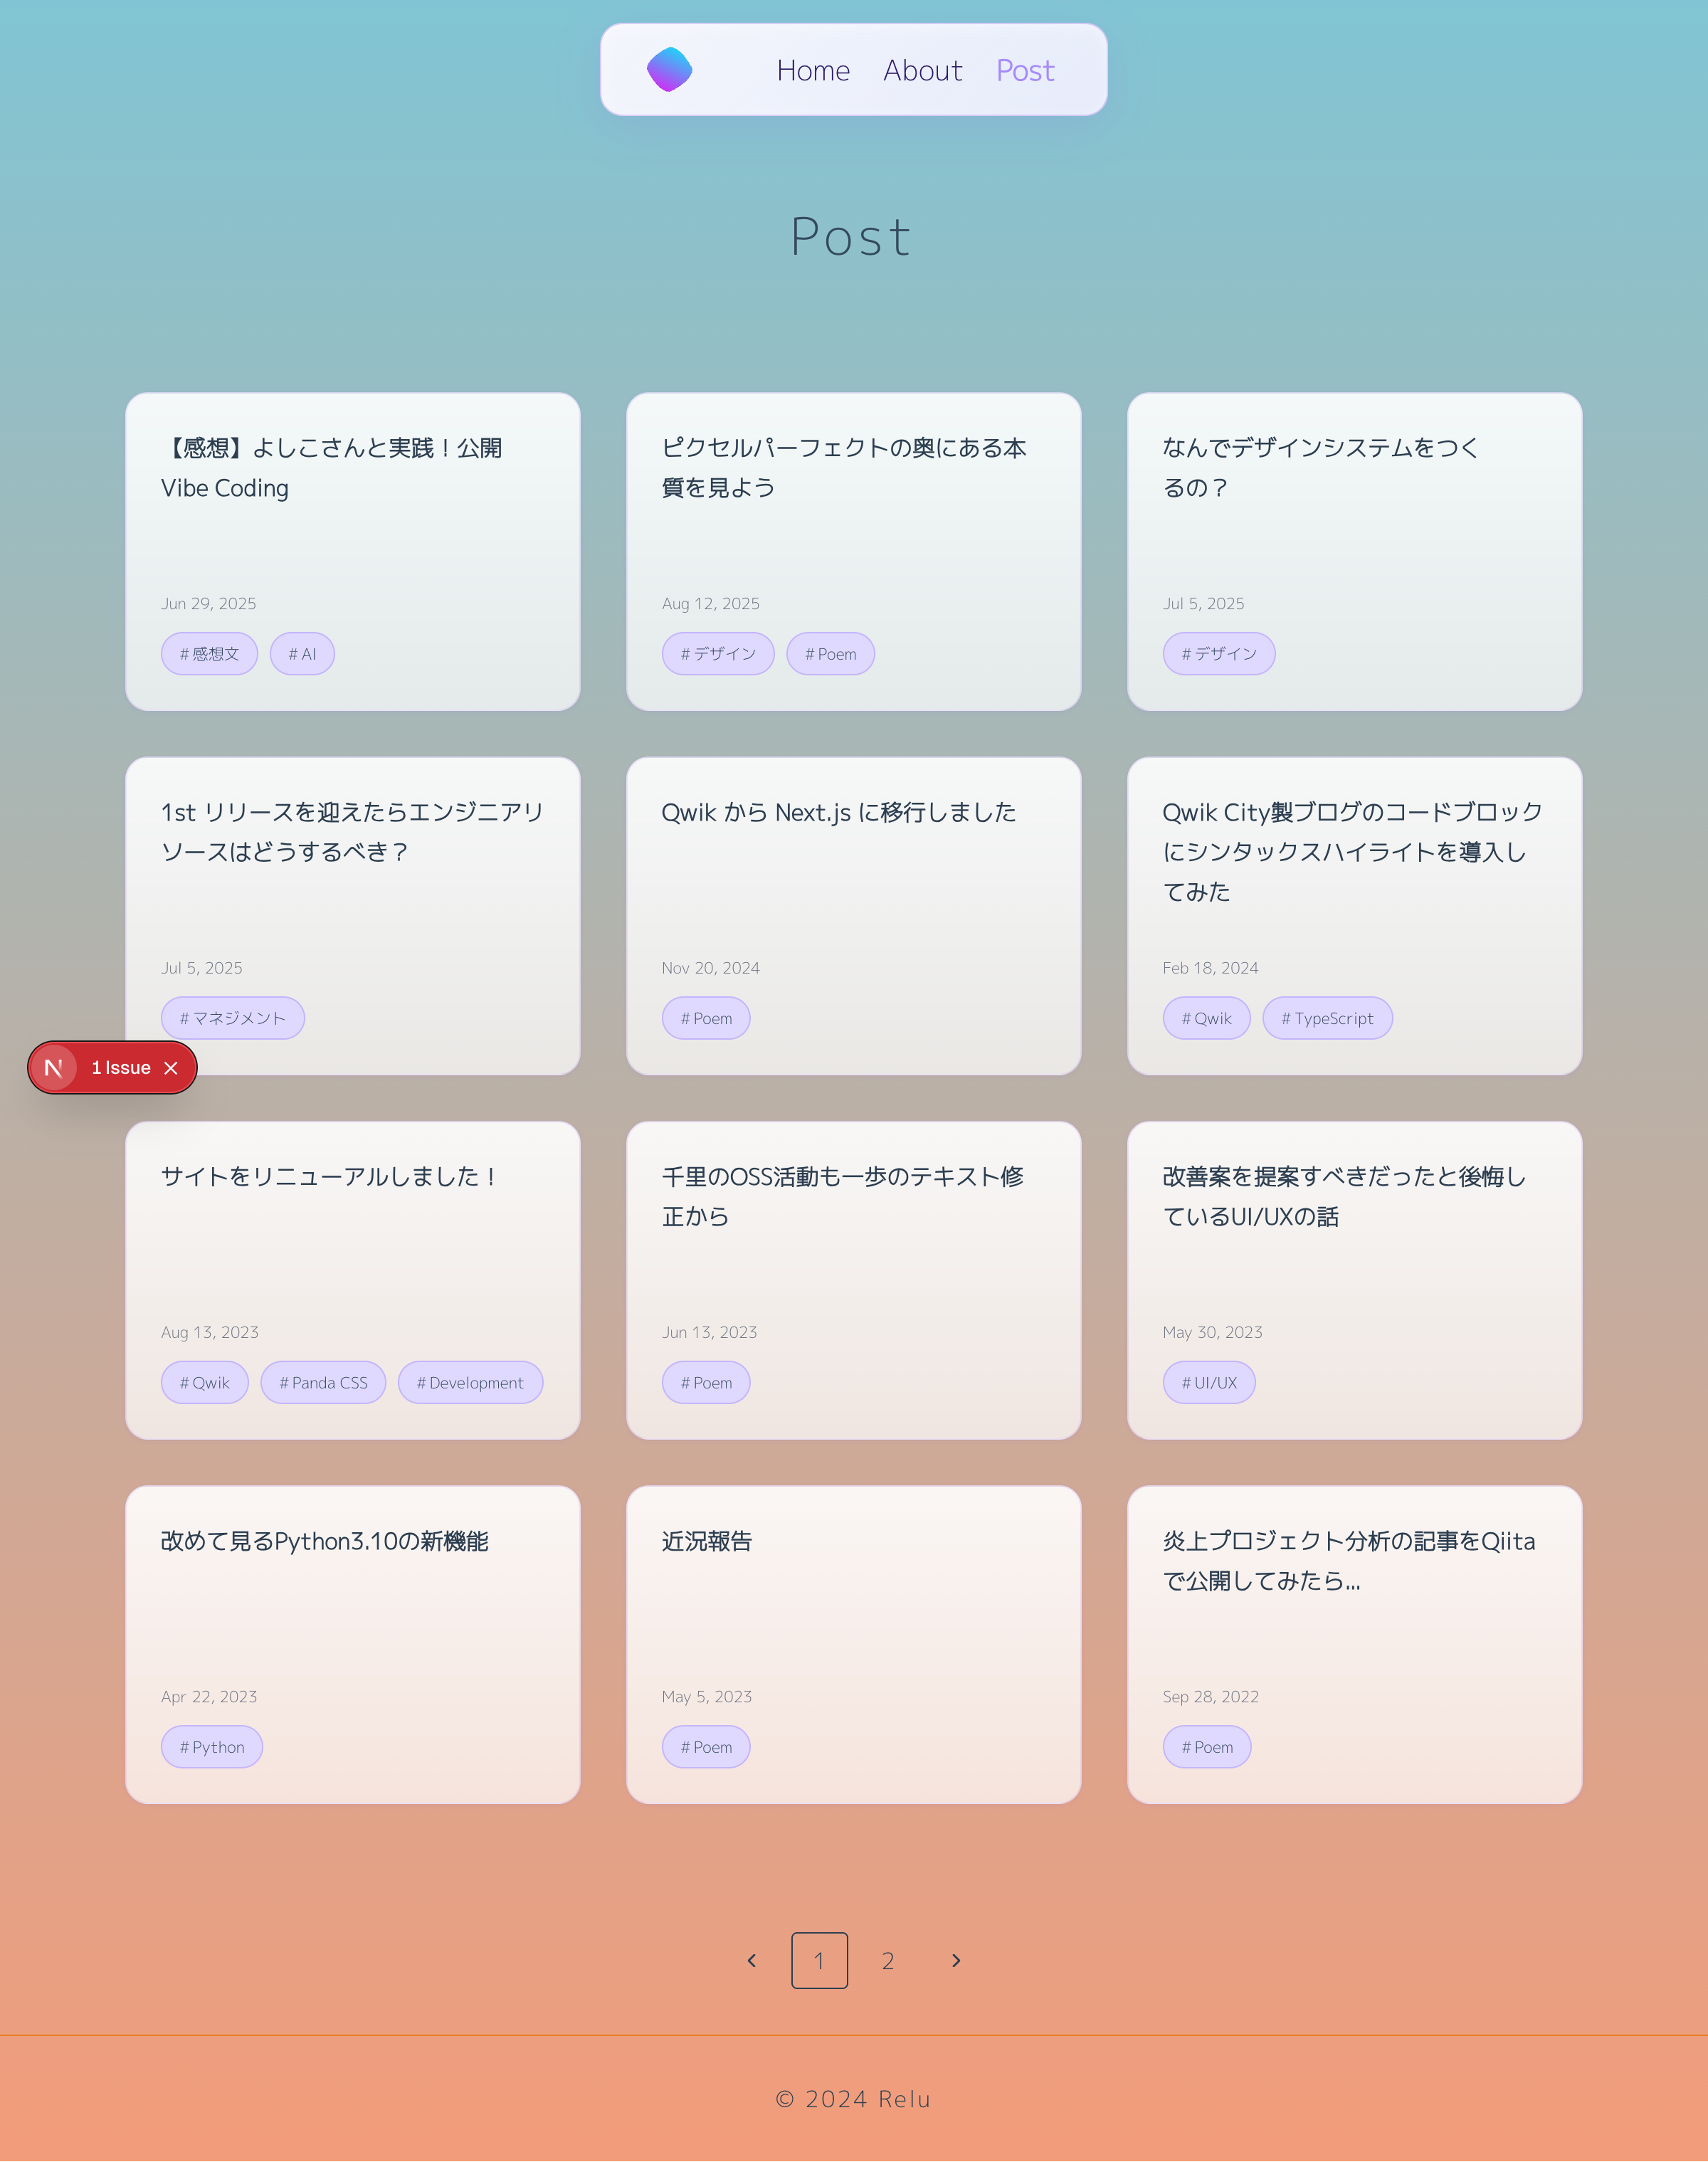 Home About Post
Post
【感想】よしこさんと実践！公開
Vibe Coding
Jun 29, 2025
#感想文 #AI
ピクセルパーフェクトの奥にある本
質を見よう
Aug 12, 2025
#デザイン #Poem
なんでデザインシステムをつく
るの？
Jul 5, 2025
#デザイン
1st リリースを迎えたらエンジニアリ
ソースはどうするべき？
Jul 5, 2025
#マネジメント
Qwik から Next.js に移行しました
Nov 20, 2024
#Poem
Qwik City製ブログのコードブロック
にシンタックスハイライトを導入し
てみた
Feb 18, 2024
#Qwik #TypeScript
N 1 Issue
サイトをリニューアルしました！
Aug 13, 2023
#Qwik #Panda CSS #Development
千里のOSS活動も一歩のテキスト修
正から
Jun 13, 2023
#Poem
改善案を提案すべきだったと後悔し
ているUI/UXの話
May 30, 2023
#UI/UX
改めて見るPython3.10の新機能
Apr 22, 2023
#Python
近況報告
May 5, 2023
#Poem
炎上プロジェクト分析の記事をQiita
で公開してみたら...
Sep 28, 2022
#Poem
1 2
© 2024 Relu